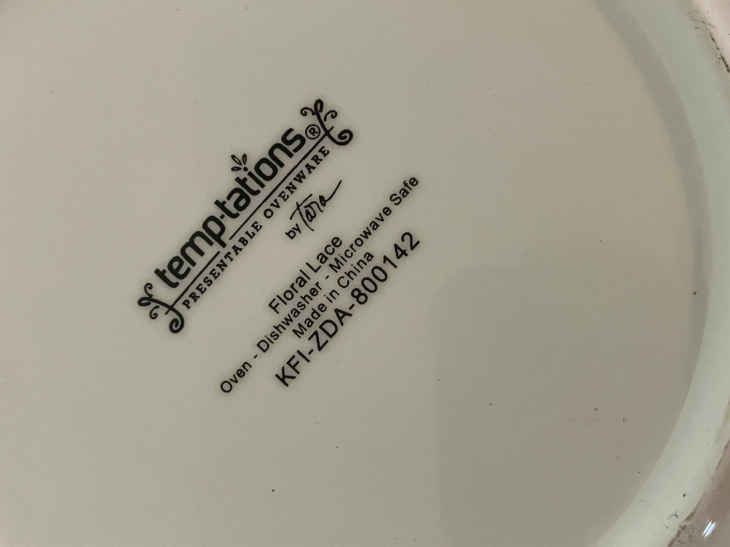 temp-tations®
PRESENTABLE OVENWARE
by tara
Floral Lace
Oven - Dishwasher - Microwave Safe
Made in China
KFI-ZDA-800142